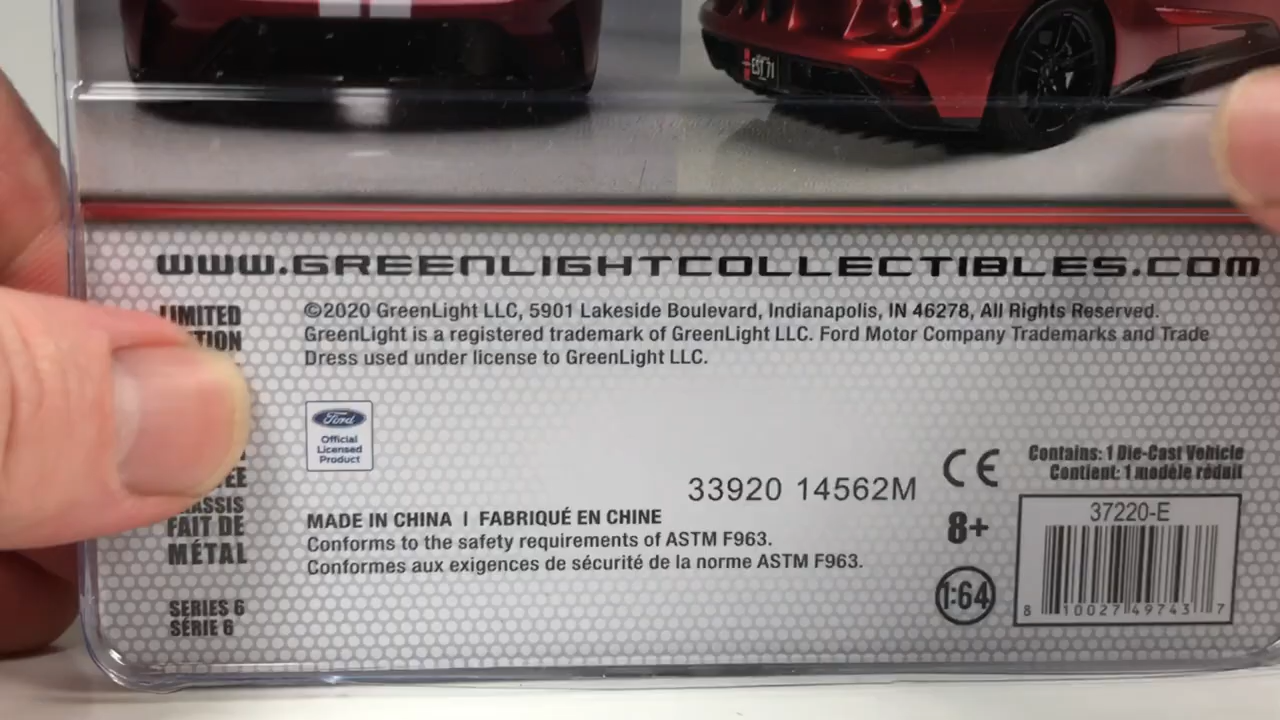 EST 71
WWW.GREENLIGHTCOLLECTIBLES.COM
LIMITED
©2020 GreenLight LLC, 5901 Lakeside Boulevard, Indianapolis, IN 46278, All Rights Reserved.
GreenLight is a registered trademark of GreenLight LLC. Ford Motor Company Trademarks and Trade
Dress used under license to GreenLight LLC.
Ford
Official
Licensed
Product
FAIT DE
MÉTAL
SERIES 6
SÉRIE 6
33920 14562M
MADE IN CHINA | FABRIQUÉ EN CHINE
Conforms to the safety requirements of ASTM F963.
Conformes aux exigences de sécurité de la norme ASTM F963.
CE
8+
1:64
Contains: 1 Die-Cast Vehicle
Contient: 1 modèle réduit
37220-E
8 10027 49743 7